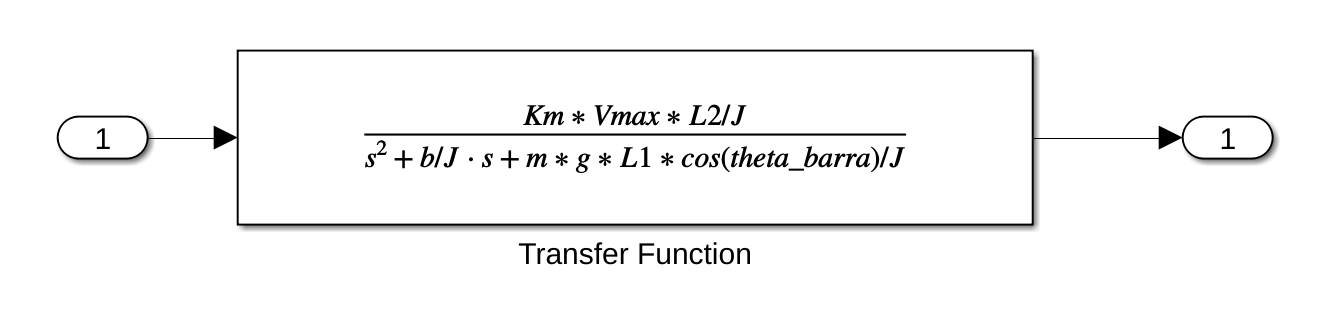 1
Km * Vmax * L2/J
s² + b/J · s + m * g * L1 * cos(theta_barra)/J
1
Transfer Function